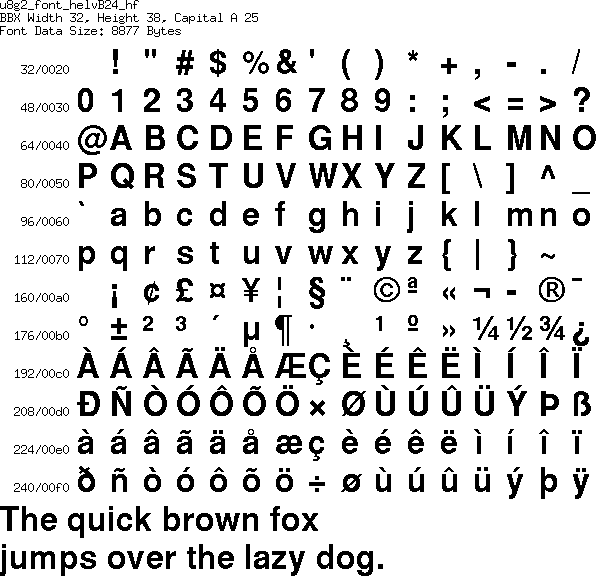 u8g2_font_helvB24_hf
BBX Width 32, Height 38, Capital A 25
Font Data Size: 8877 Bytes
32/0020 ! " # $ % & ' ( ) * + , - . /
48/0030 0 1 2 3 4 5 6 7 8 9 : ; < = > ?
64/0040 @ A B C D E F G H I J K L M N O
80/0050 P Q R S T U V W X Y Z [ \ ] ^ _
96/0060 ` a b c d e f g h i j k l m n o
112/0070 p q r s t u v w x y z { | } ~
160/00a0 ¡ ¢ £ ¤ ¥ ¦ § ¨ © ª « ¬ - ® ¯
176/00b0 ° ± ² ³ ´ µ ¶ · ¸ ¹ º » ¼ ½ ¾ ¿
192/00c0 À Á Â Ã Ä Å Æ Ç È É Ê Ë Ì Í Î Ï
208/00d0 Ð Ñ Ò Ó Ô Õ Ö × Ø Ù Ú Û Ü Ý Þ ß
224/00e0 à á â ã ä å æ ç è é ê ë ì í î ï
240/00f0 ð ñ ò ó ô õ ö ÷ ø ù ú û ü ý þ ÿ
The quick brown fox
jumps over the lazy dog.